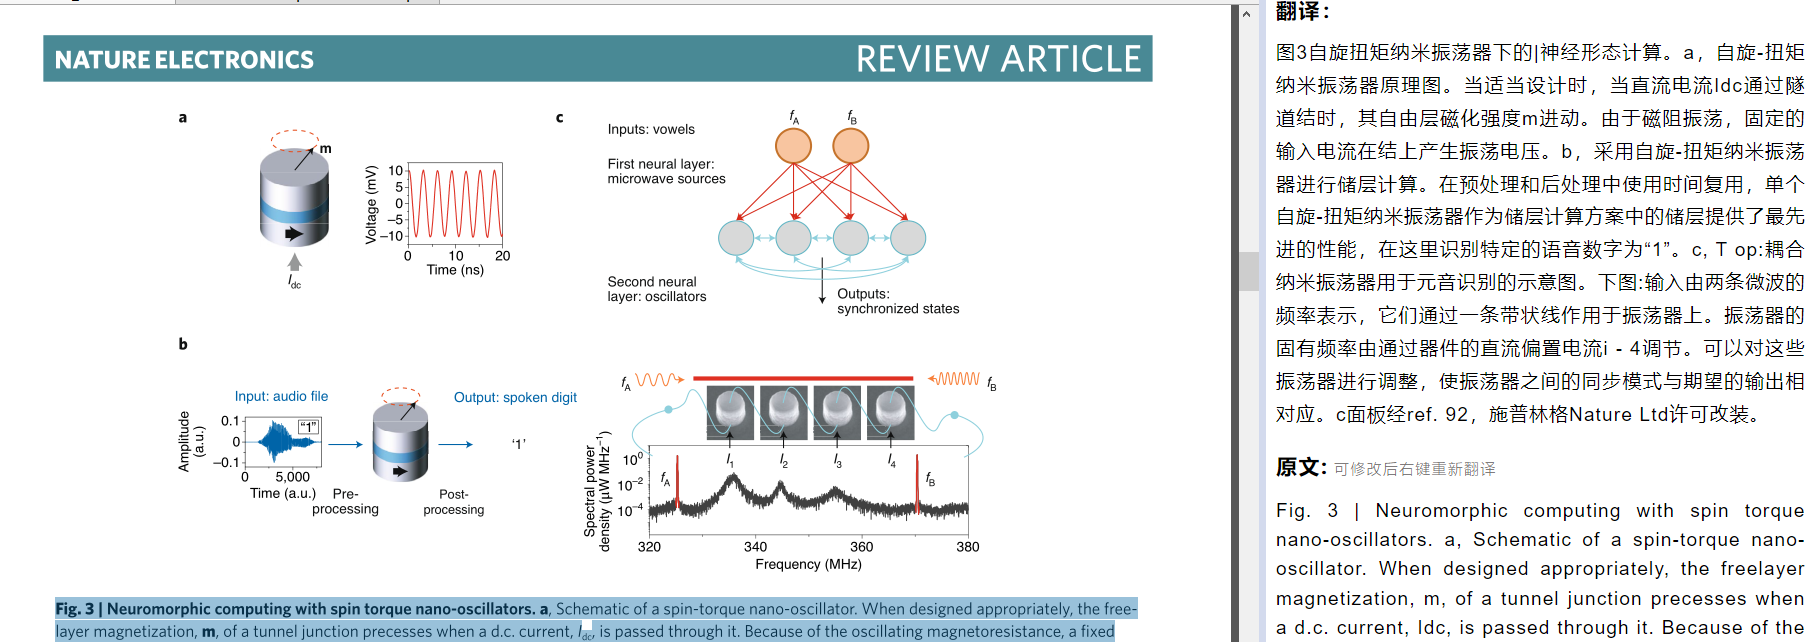 NATURE ELECTRONICS
REVIEW ARTICLE
a
m
Idc
Voltage (mV)
10
5
0
−5
−10
0
10
20
Time (ns)
c
fA
fB
Inputs: vowels
First neural layer:
microwave sources
Second neural
layer: oscillators
Outputs:
synchronized states
b
Input: audio file
Output: spoken digit
Amplitude
(a.u.)
0.1
0
−0.1
"1"
0
5,000
Time (a.u.)
Pre-
processing
Post-
processing
'1'
fA
fB
I1
I2
I3
I4
fA
fB
Spectral power
density (µW MHz−1)
10⁰
10−2
10−4
320
340
360
380
Frequency (MHz)
Fig. 3 | Neuromorphic computing with spin torque nano-oscillators. a, Schematic of a spin-torque nano-oscillator. When designed appropriately, the free-
layer magnetization, m, of a tunnel junction precesses when a d.c. current, Idc, is passed through it. Because of the oscillating magnetoresistance, a fixed
翻译：
图3自旋扭矩纳米振荡器下的|神经形态计算。a，自旋-扭矩
纳米振荡器原理图。当适当设计时，当直流电流Idc通过隧
道结时，其自由层磁化强度m进动。由于磁阻振荡，固定的
输入电流在结上产生振荡电压。b，采用自旋-扭矩纳米振荡
器进行储层计算。在预处理和后处理中使用时间复用，单个
自旋-扭矩纳米振荡器作为储层计算方案中的储层提供了最先
进的性能，在这里识别特定的语音数字为“1”。c, T op:耦合
纳米振荡器用于元音识别的示意图。下图:输入由两条微波的
频率表示，它们通过一条带状线作用于振荡器上。振荡器的
固有频率由通过器件的直流偏置电流i - 4调节。可以对这些
振荡器进行调整，使振荡器之间的同步模式与期望的输出相
对应。c面板经ref. 92，施普林格Nature Ltd许可改装。
原文: 可修改后右键重新翻译
Fig. 3 | Neuromorphic computing with spin torque
nano-oscillators. a, Schematic of a spin-torque nano-
oscillator. When designed appropriately, the freelayer
magnetization, m, of a tunnel junction precesses when
a d.c. current, Idc, is passed through it. Because of the